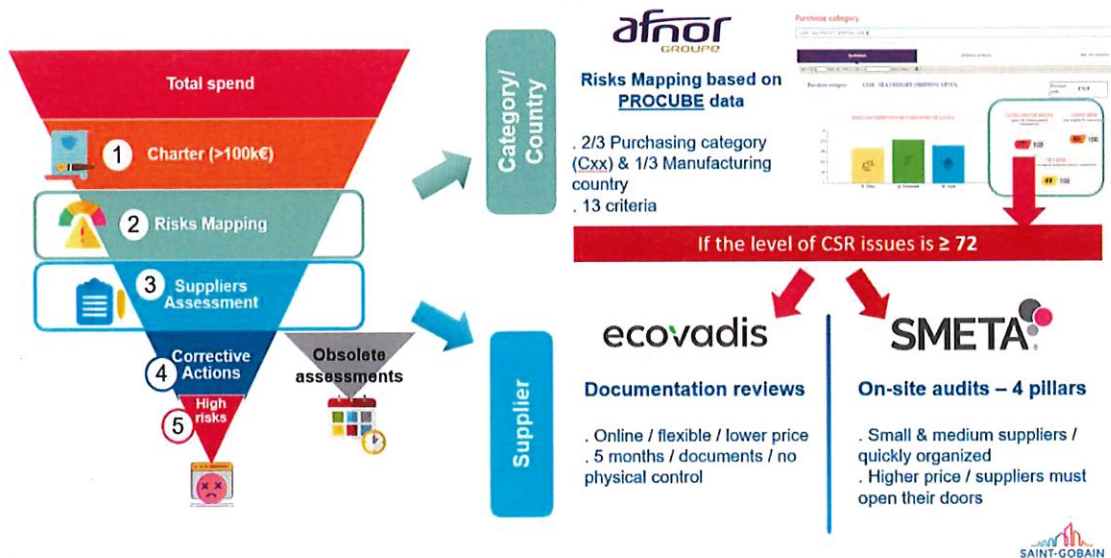 Total spend
1
Charter (>100k€)
2
Risks Mapping
3
Suppliers
Assessment
4
Corrective
Actions
Obsolete
assessments
5
High
risks
Category/
Country
Supplier
afnor
GROUPE
Risks Mapping based on
PROCUBE data
. 2/3 Purchasing category
(Cxx) & 1/3 Manufacturing
country
. 13 criteria
Purchase category
100
100
100
If the level of CSR issues is ≥ 72
ecovadis
Documentation reviews
. Online / flexible / lower price
. 5 months / documents / no
physical control
SMETA
On-site audits – 4 pillars
. Small & medium suppliers /
quickly organized
. Higher price / suppliers must
open their doors
SAINT-GOBAIN